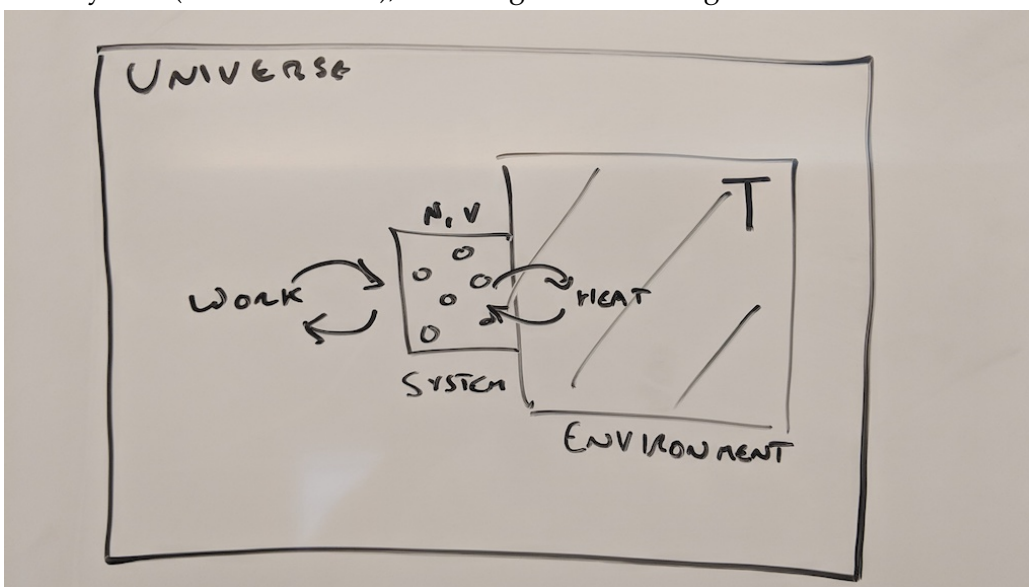 UNIVERSE
T
N, V
WORK
HEAT
SYSTEM
ENVIRONMENT